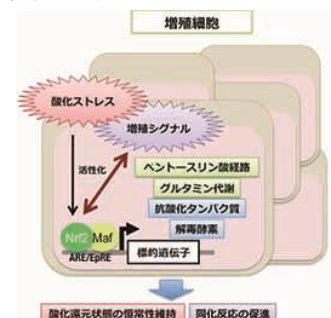 増殖細胞
酸化ストレス
増殖シグナル
活性化
ペントースリン酸経路
グルタミン代謝
抗酸化タンパク質
解毒酵素
Nrf2 Maf
標的遺伝子
ARE/EpRE
酸化還元状態の恒常性維持 同化反応の促進